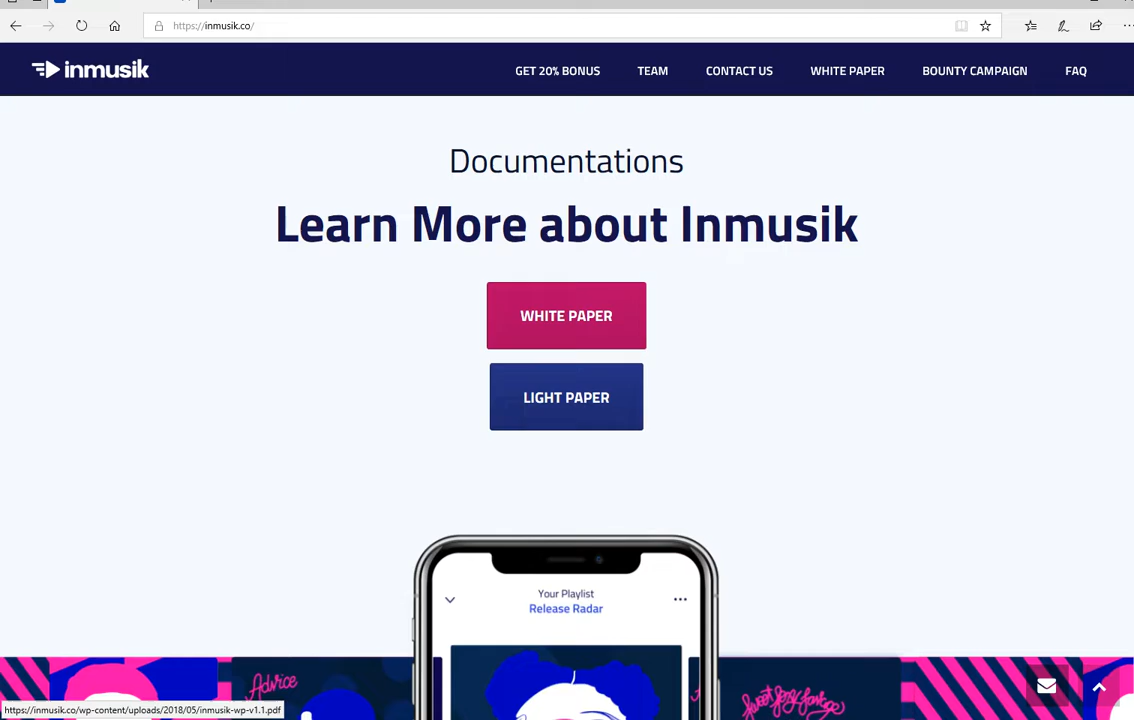 https://inmusik.co/
inmusik
GET 20% BONUS TEAM CONTACT US WHITE PAPER BOUNTY CAMPAIGN FAQ
Documentations
Learn More about Inmusik
WHITE PAPER
LIGHT PAPER
Your Playlist
Release Radar
Advice
https://inmusik.co/wp-content/uploads/2018/05/inmusik-wp-v1.1.pdf